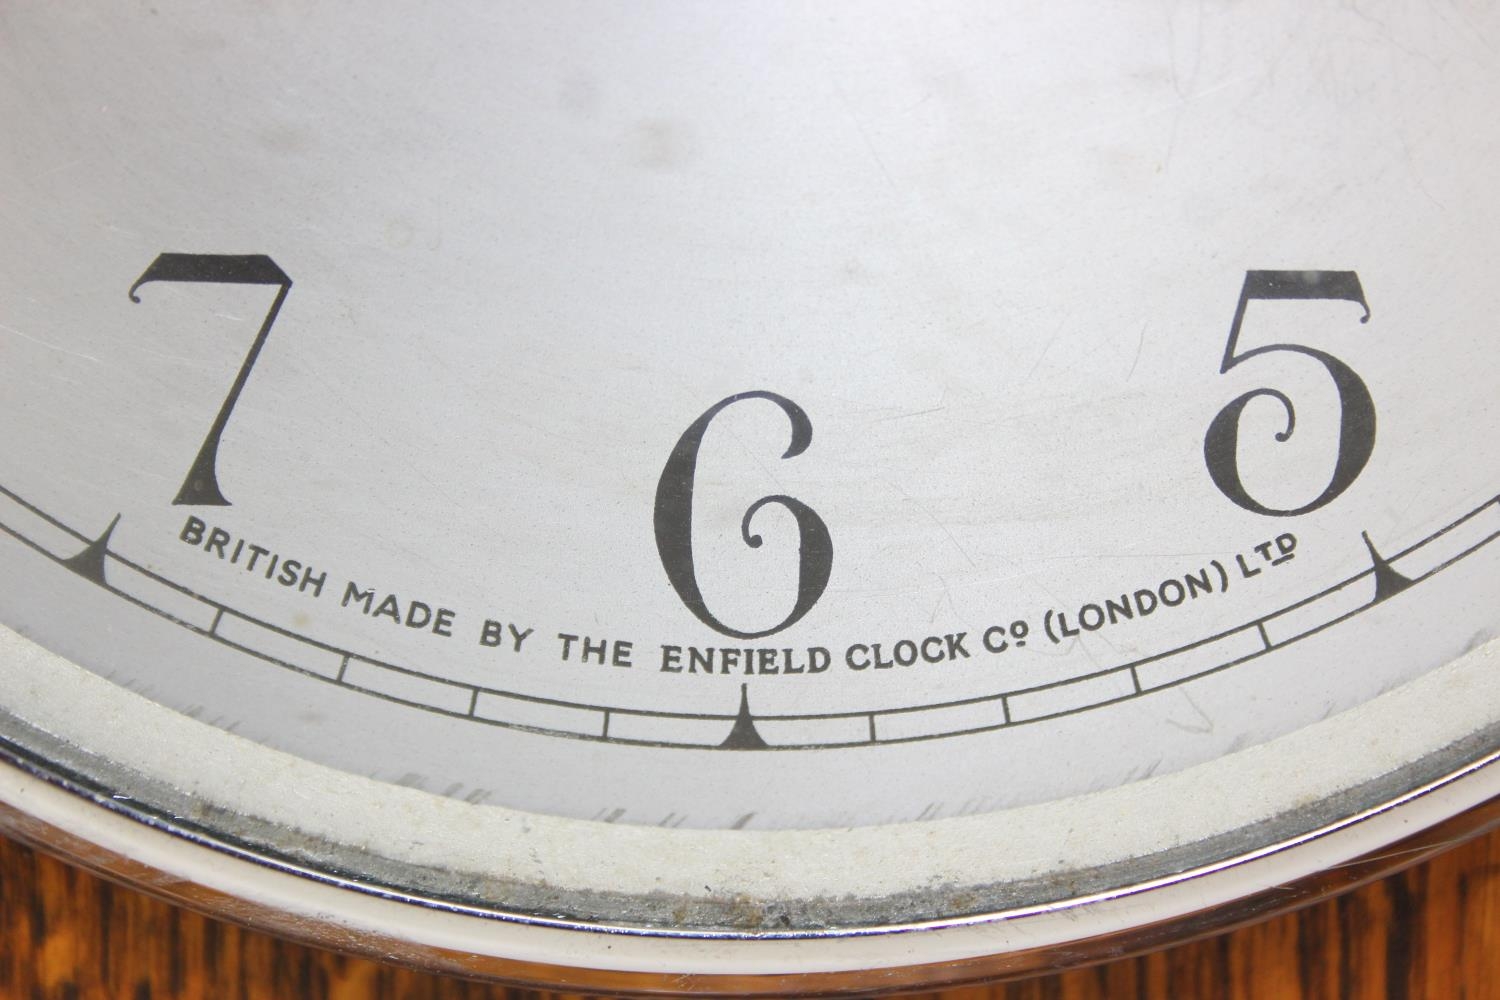 7 6 5
BRITISH MADE BY THE ENFIELD CLOCK Cº (LONDON) LTD